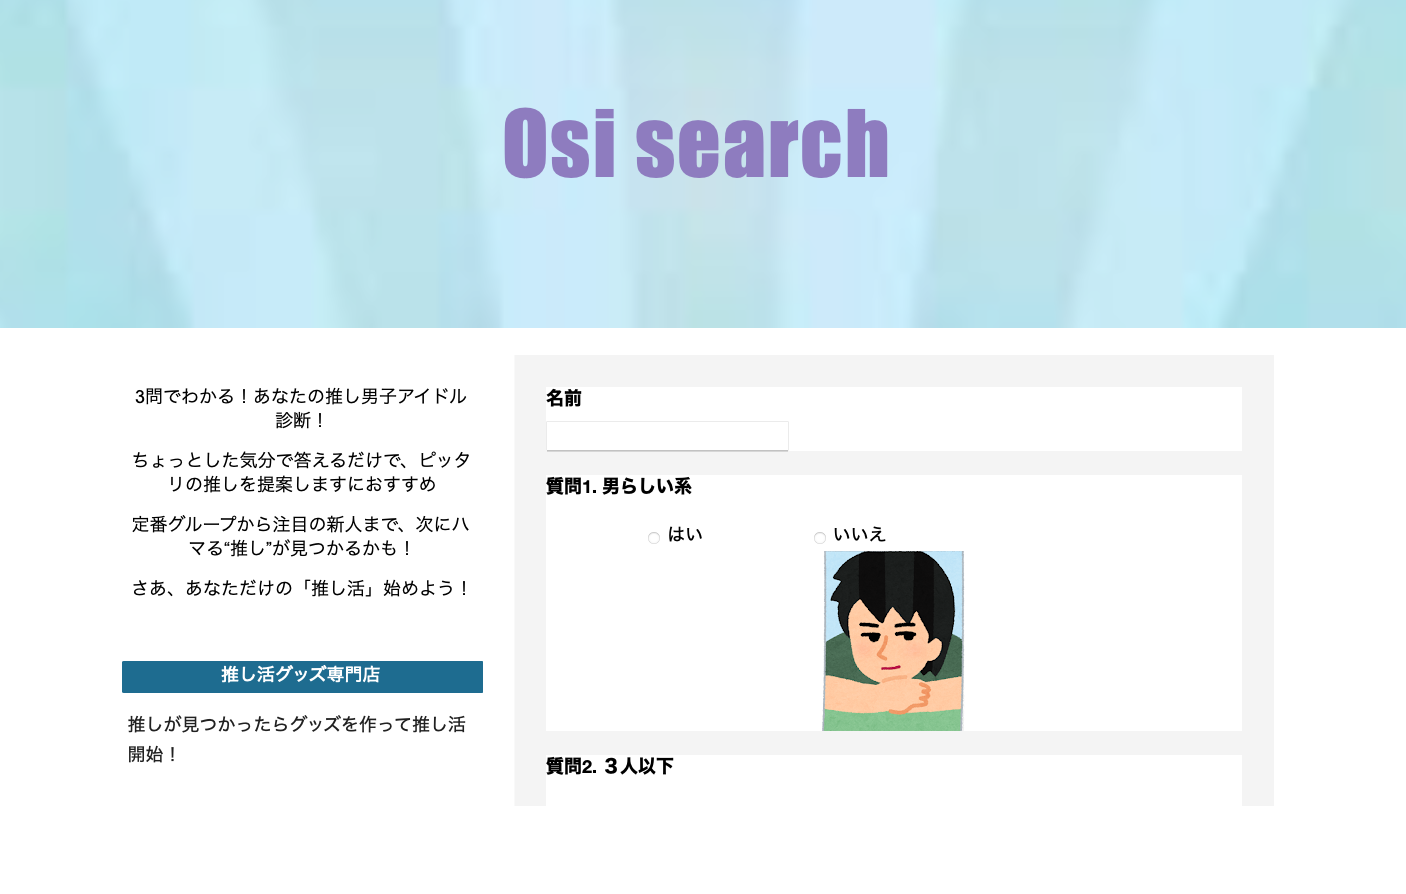 Osi search
3問でわかる！あなたの推し男子アイドル
診断！
ちょっとした気分で答えるだけで、ピッタ
リの推しを提案しますにおすすめ
定番グループから注目の新人まで、次にハ
マる“推し”が見つかるかも！
さあ、あなただけの「推し活」始めよう！
推し活グッズ専門店
推しが見つかったらグッズを作って推し活
開始！
名前
質問1. 男らしい系
はい
いいえ
質問2. ３人以下